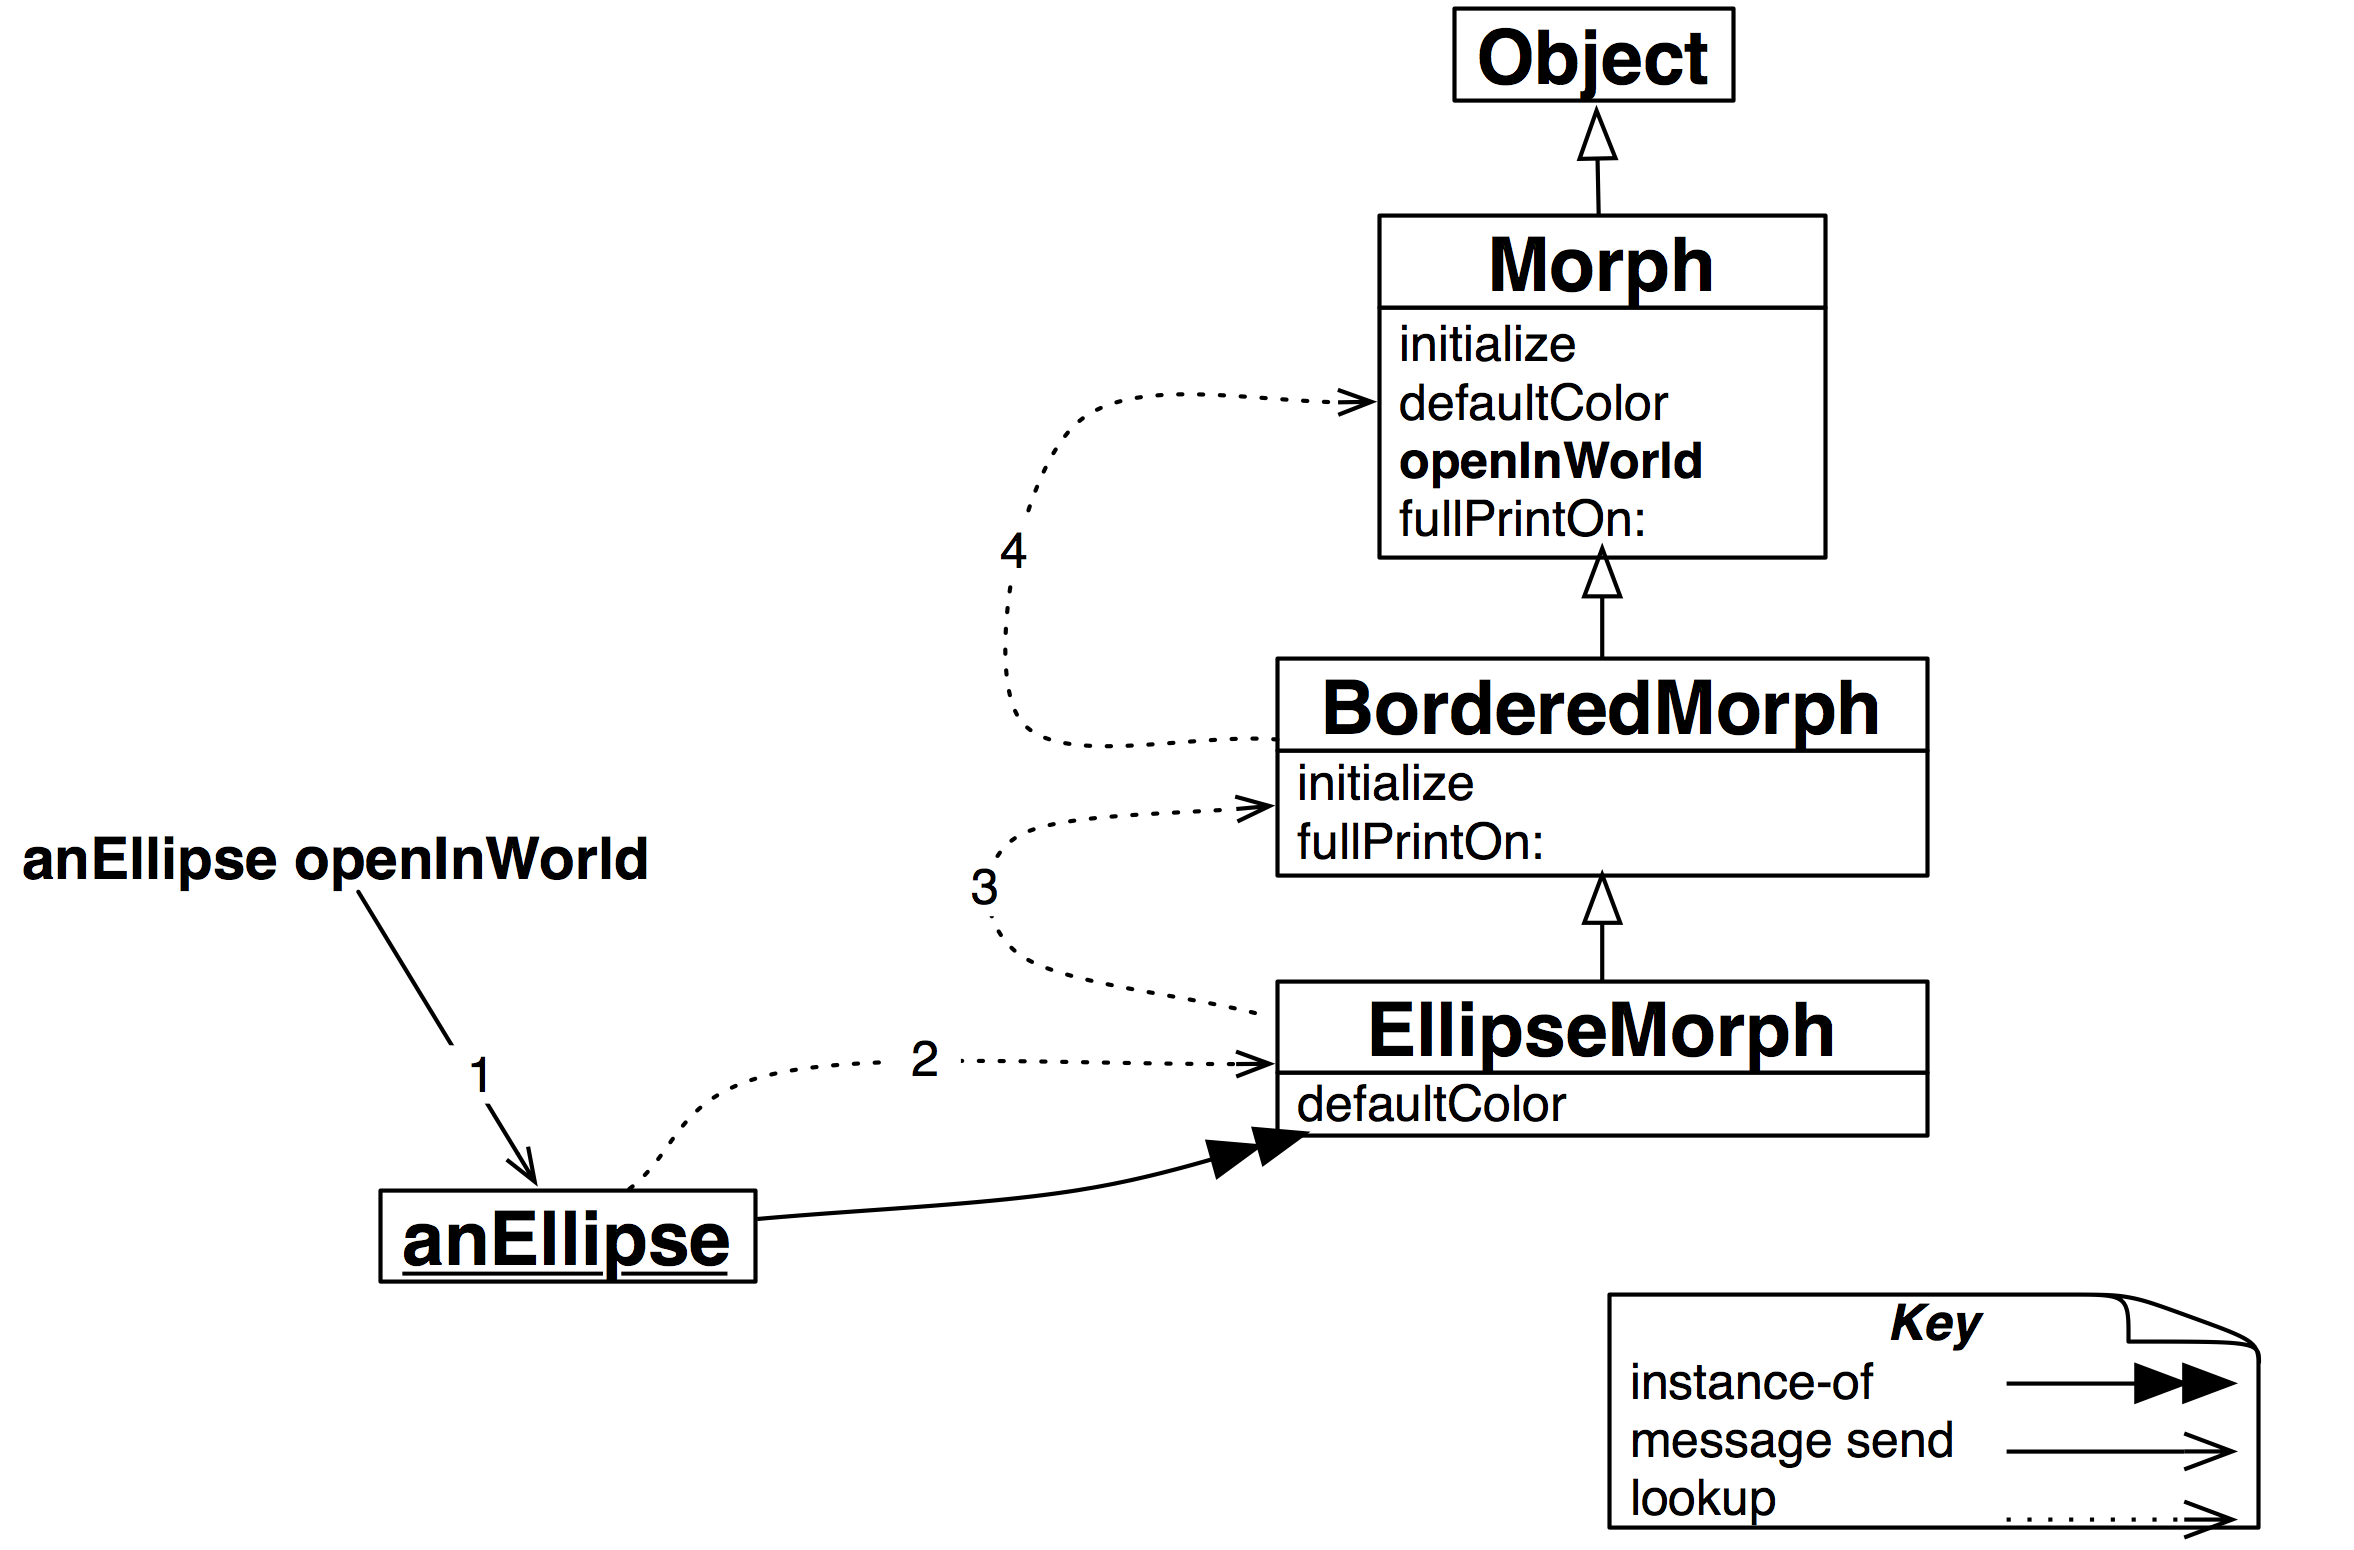 Object
Morph
initialize
defaultColor
openInWorld
fullPrintOn:
4
BorderedMorph
initialize
fullPrintOn:
anEllipse openInWorld
3
EllipseMorph
defaultColor
2
1
anEllipse
Key
instance-of
message send
lookup